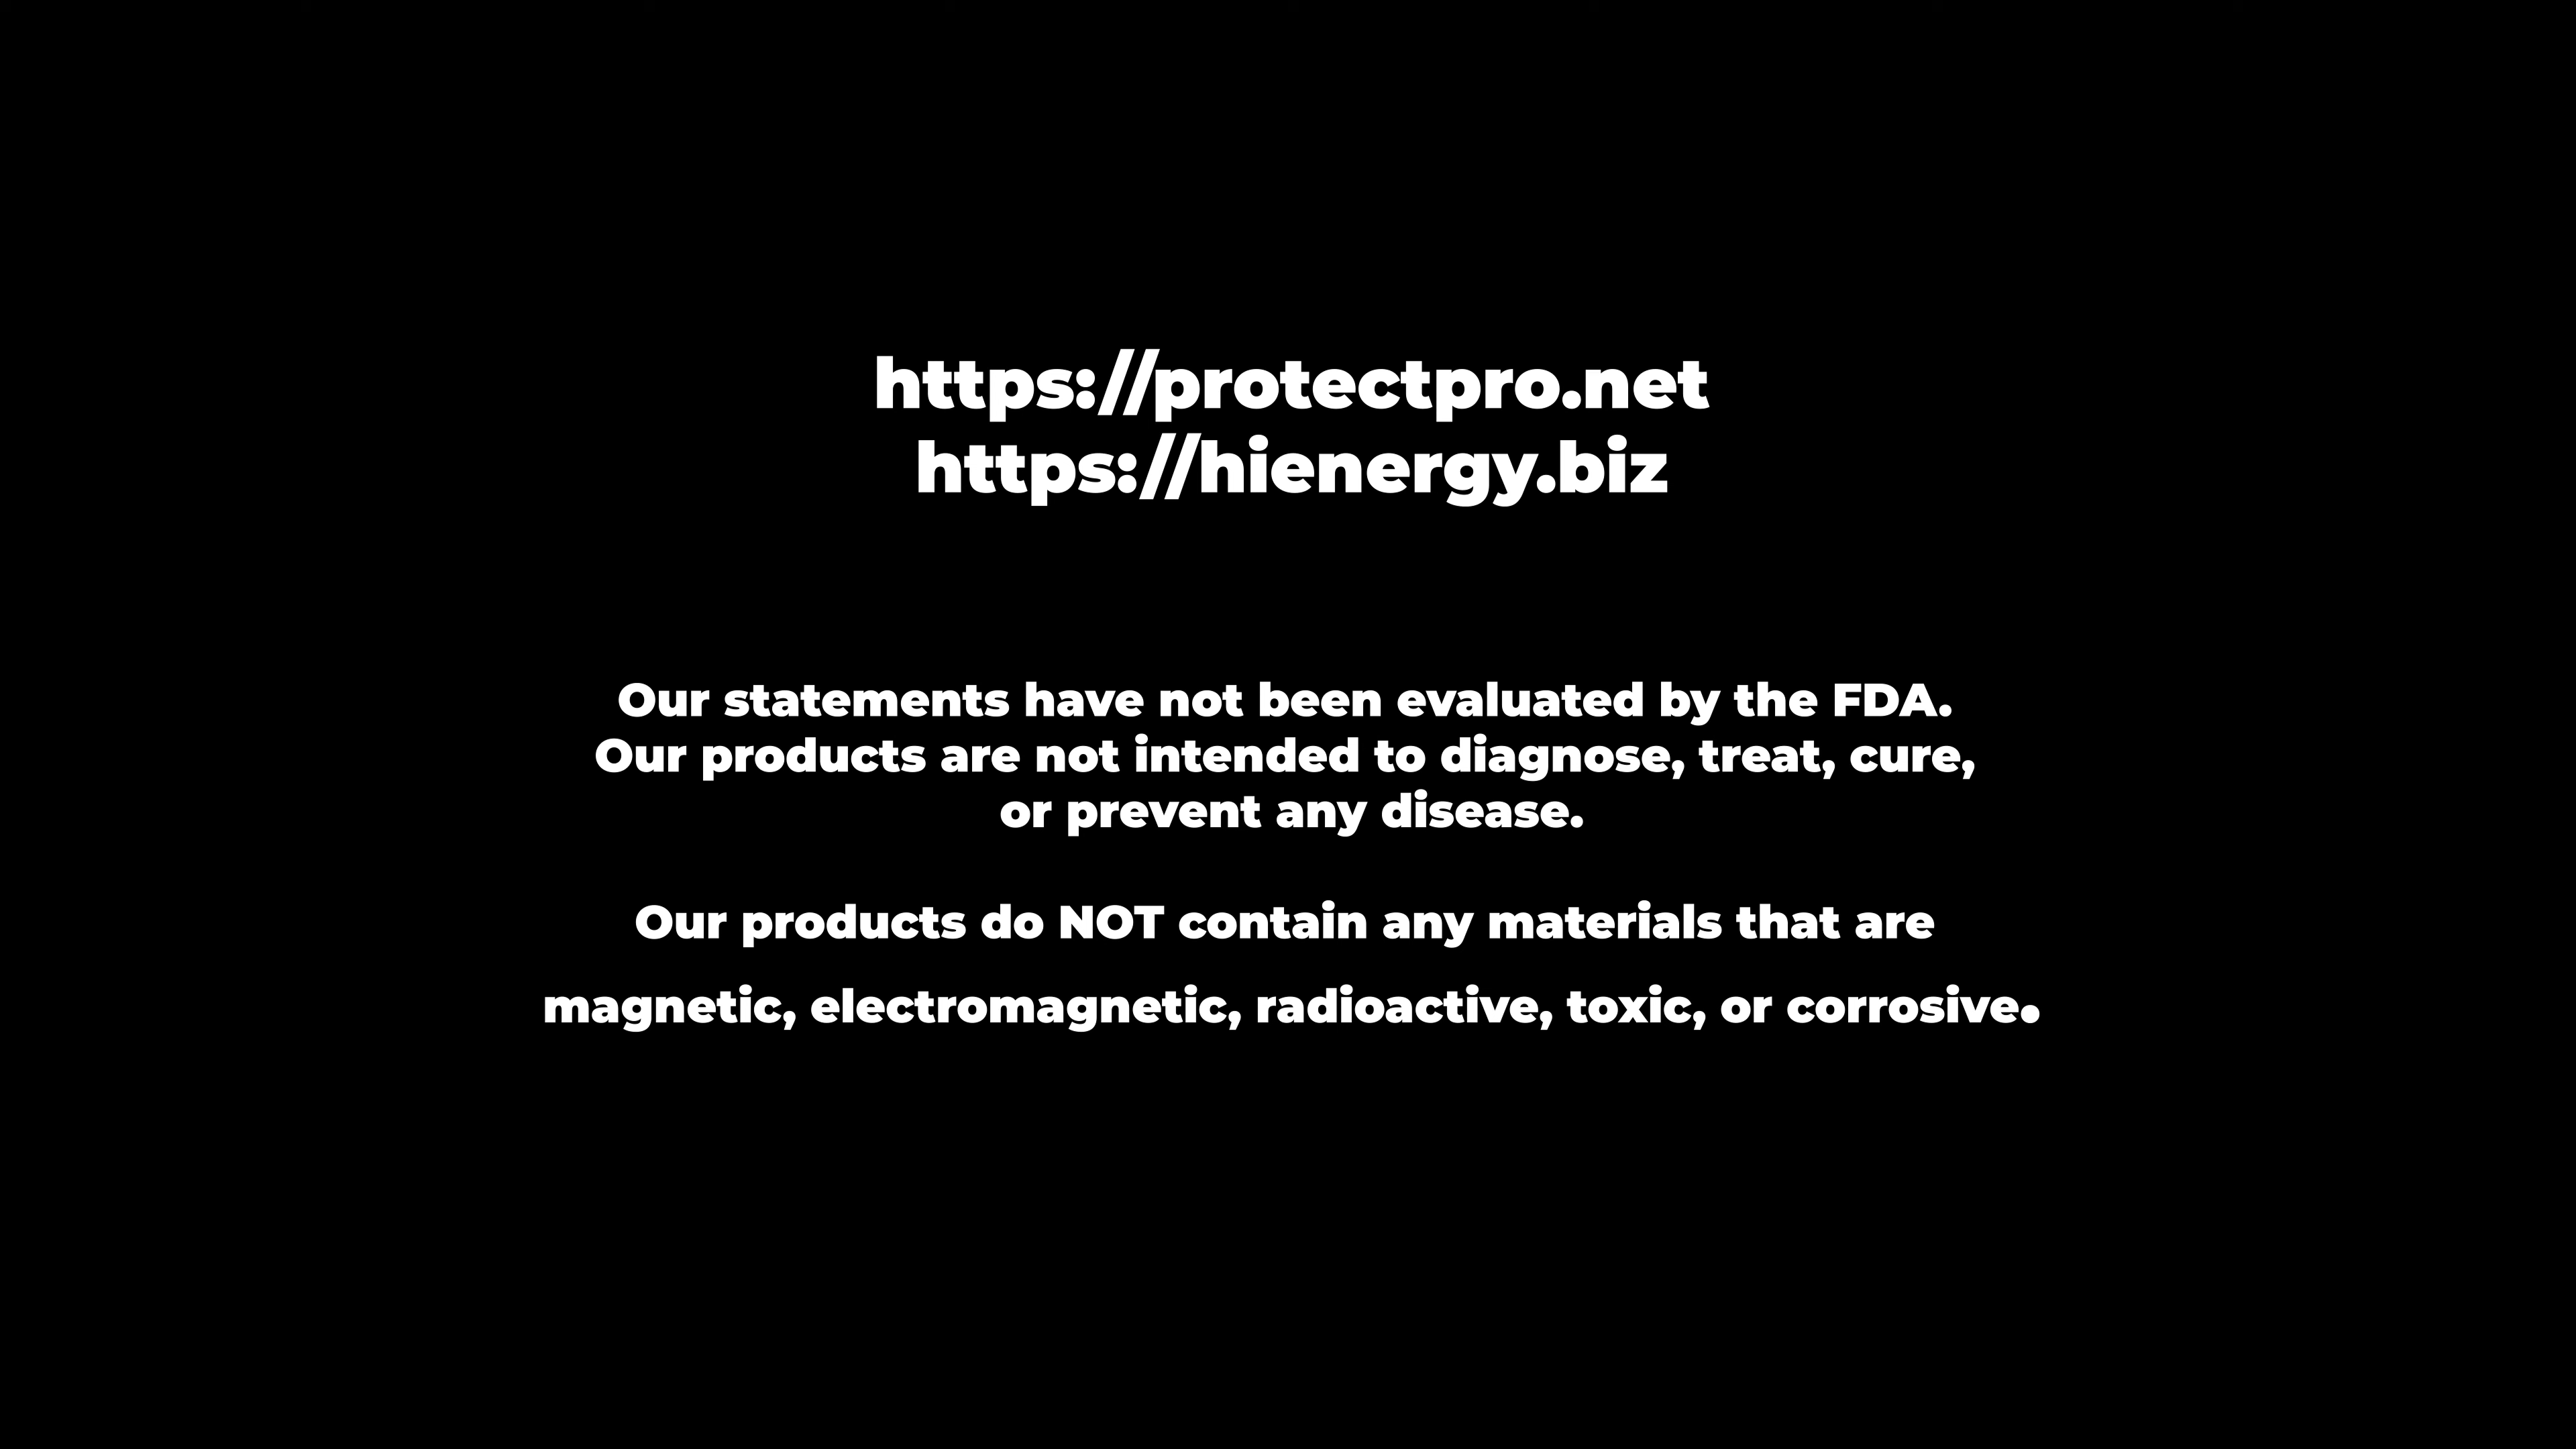 https://protectpro.net
https://hienergy.biz
Our statements have not been evaluated by the FDA.
Our products are not intended to diagnose, treat, cure,
or prevent any disease.
Our products do NOT contain any materials that are
magnetic, electromagnetic, radioactive, toxic, or corrosive.